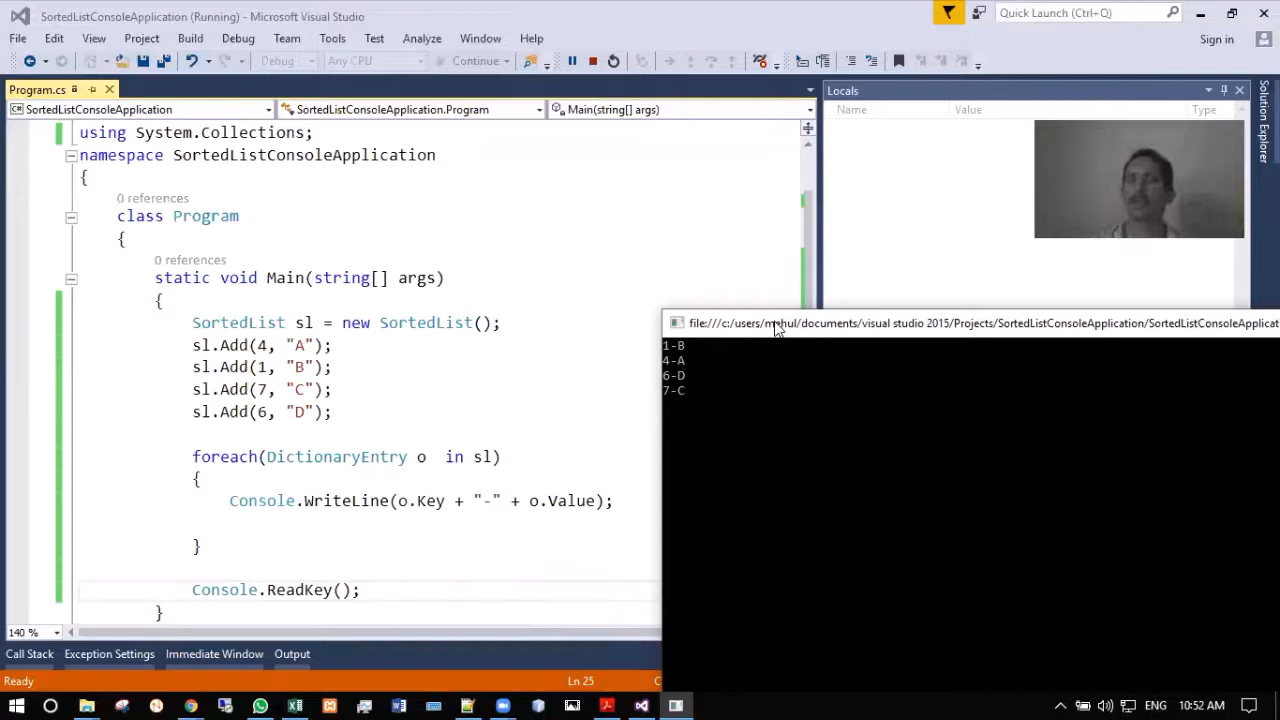 SortedListConsoleApplication (Running) - Microsoft Visual Studio
Quick Launch (Ctrl+Q)
File Edit View Project Build Debug Team Tools Test Analyze Window Help
Sign in
Debug Any CPU Continue
Program.cs
Locals
SortedListConsoleApplication SortedListConsoleApplication.Program Main(string[] args)
Name Value Type
Solution Explorer
using System.Collections;
namespace SortedListConsoleApplication
{
0 references
class Program
{
0 references
static void Main(string[] args)
{
SortedList sl = new SortedList();
sl.Add(4, "A");
sl.Add(1, "B");
sl.Add(7, "C");
sl.Add(6, "D");
foreach(DictionaryEntry o in sl)
{
Console.WriteLine(o.Key + "-" + o.Value);
}
Console.ReadKey();
}
file:///c:/users/mehul/documents/visual studio 2015/Projects/SortedListConsoleApplication/SortedListConsoleApplicat
1-B
4-A
6-D
7-C
140 %
Call Stack Exception Settings Immediate Window Output
Ready Ln 25 C
ENG 10:52 AM